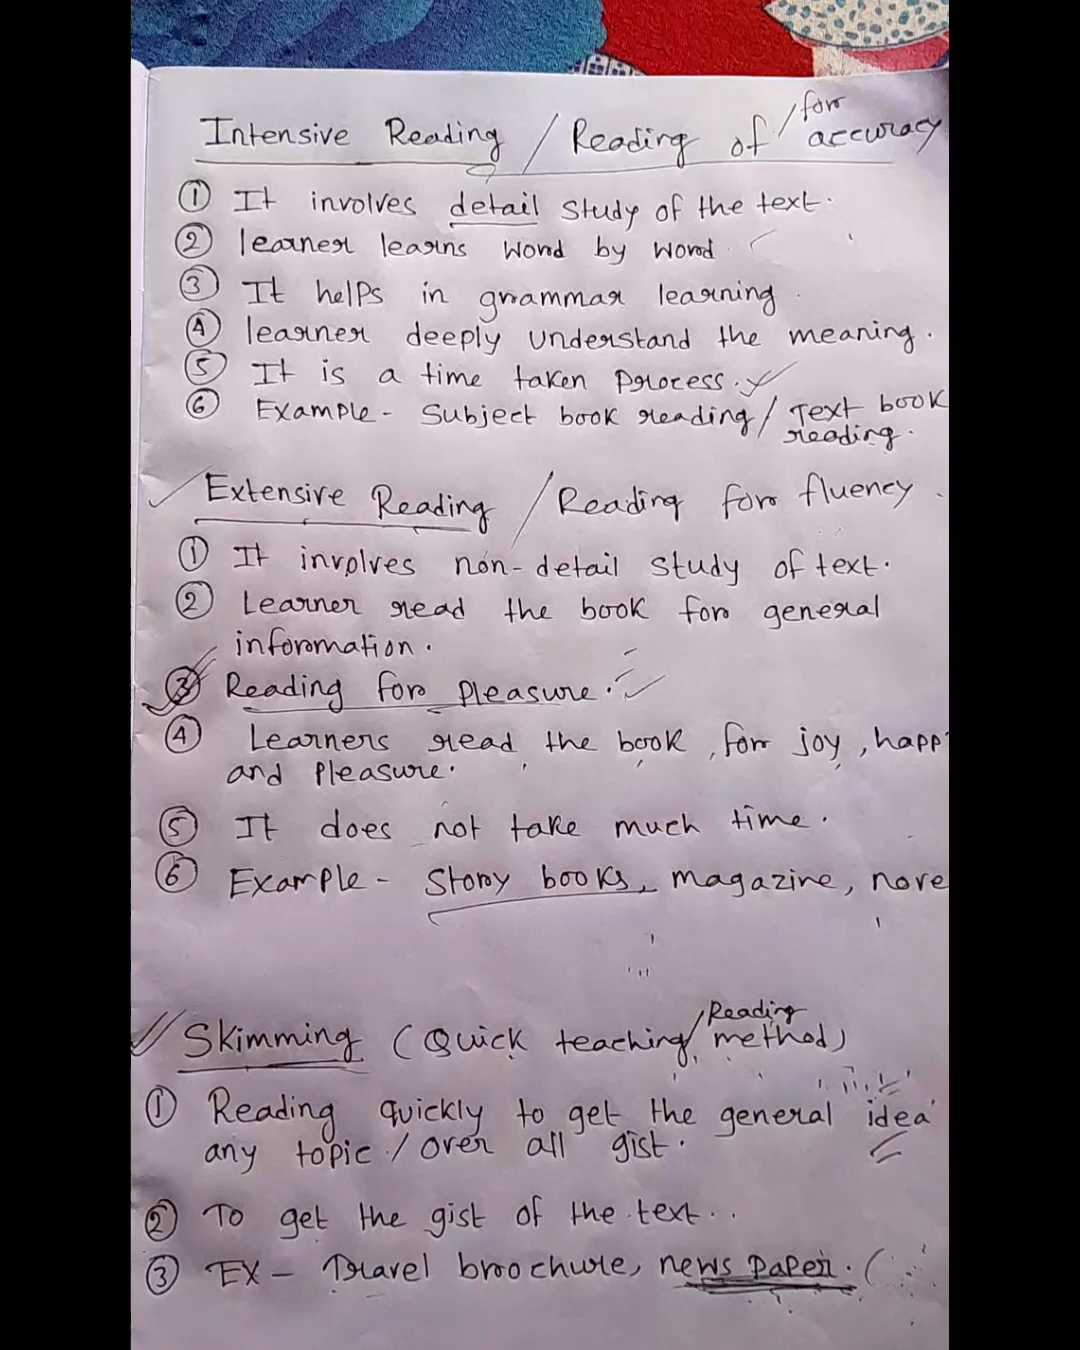 Intensive Reading / Reading of / for accuracy
① It involves detail study of the text.
② learner learns word by word
③ It helps in grammar learning.
④ learner deeply understand the meaning.
⑤ It is a time taken process.
⑥ Example - Subject book reading / Text book
reading.
Extensive Reading / Reading for fluency.
① It involves non-detail study of text.
② Learner read the book for general
information.
③ Reading for pleasure.
④ Learners read the book, for joy, happ
and pleasure.
⑤ It does not take much time.
⑥ Example - Story books, magazine, nove
Skimming (Quick teaching / Reading method)
① Reading quickly to get the general idea
any topic / over all gist.
② To get the gist of the text..
③ EX - Travel brochure, news paper.